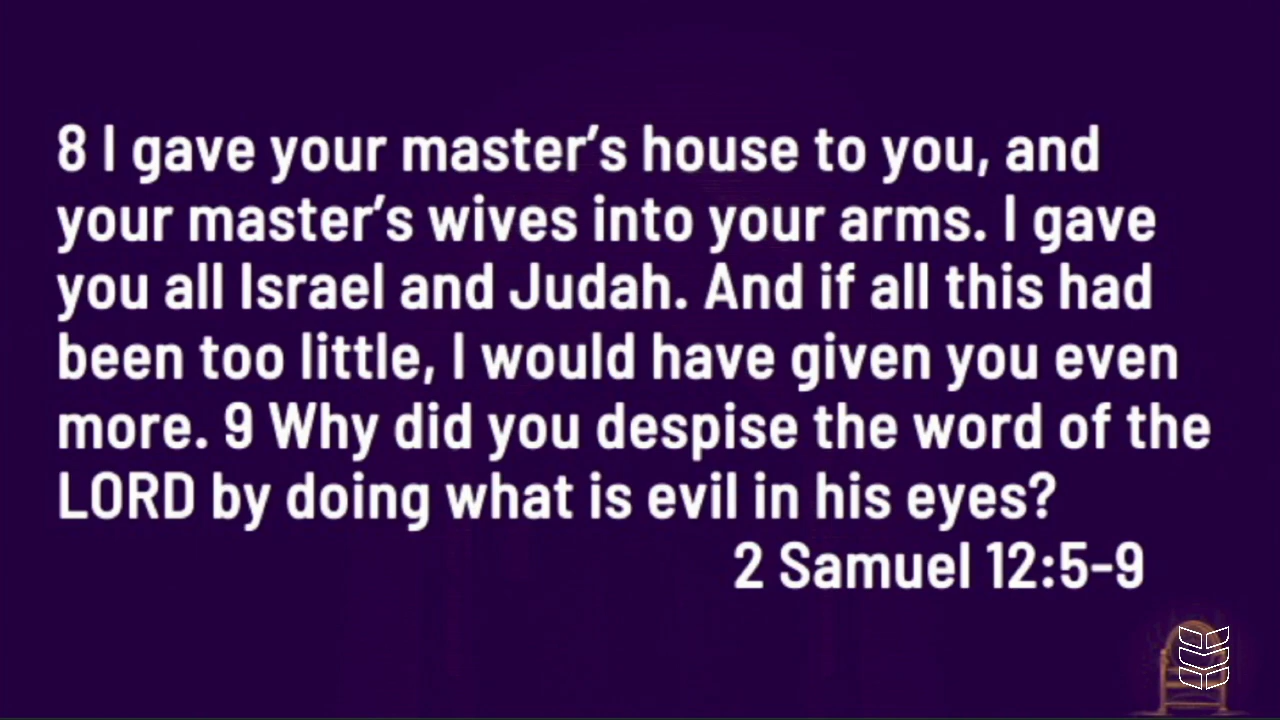 8 I gave your master’s house to you, and
your master’s wives into your arms. I gave
you all Israel and Judah. And if all this had
been too little, I would have given you even
more. 9 Why did you despise the word of the
LORD by doing what is evil in his eyes?
2 Samuel 12:5-9